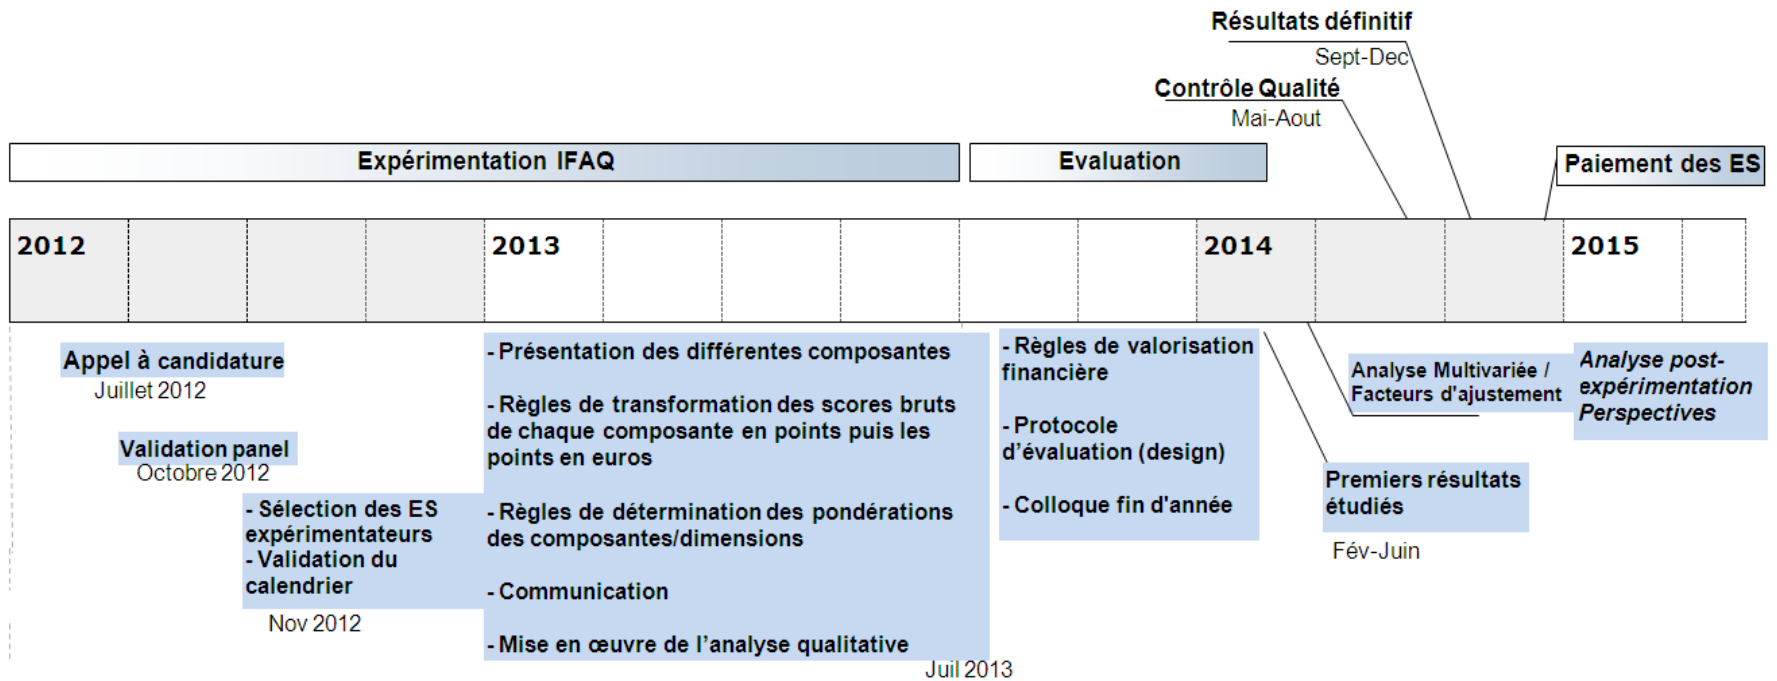 Résultats définitif
Sept-Dec
Contrôle Qualité
Mai-Aout
Expérimentation IFAQ
Evaluation
Paiement des ES
2012
2013
2014
2015
Appel à candidature
Juillet 2012
Validation panel
Octobre 2012
- Sélection des ES
expérimentateurs
- Validation du
calendrier
Nov 2012
- Présentation des différentes composantes
- Règles de transformation des scores bruts
de chaque composante en points puis les
points en euros
- Règles de détermination des pondérations
des composantes/dimensions
- Communication
- Mise en œuvre de l’analyse qualitative
Juil 2013
- Règles de valorisation
financière
- Protocole
d’évaluation (design)
- Colloque fin d'année
Analyse Multivariée /
Facteurs d'ajustement
Premiers résultats
étudiés
Fév-Juin
Analyse post-
expérimentation
Perspectives